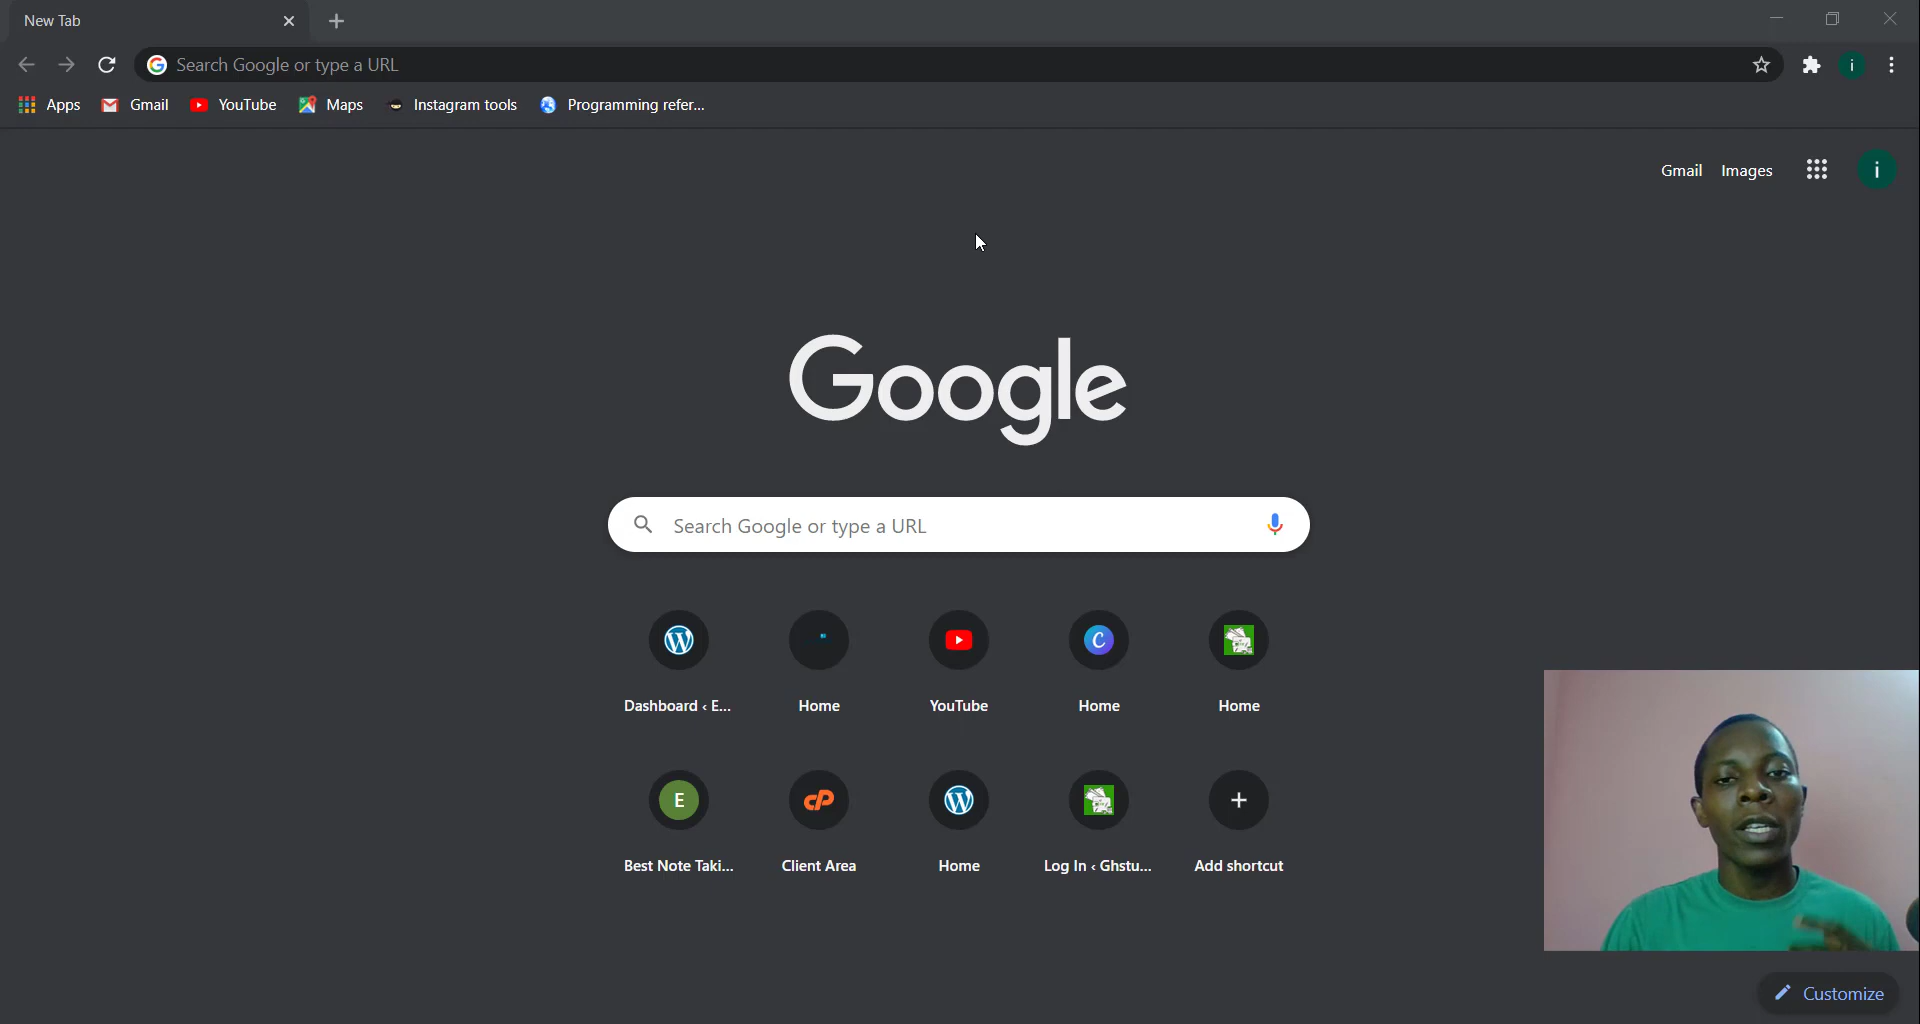 New Tab
Search Google or type a URL
i
Apps
Gmail
YouTube
Maps
Instagram tools
Programming refer...
Gmail
Images
i
Google
Search Google or type a URL
Dashboard ‹ E...
Home
YouTube
Home
Home
E
Best Note Taki...
Client Area
Home
Log In ‹ Ghstu...
Add shortcut
Customize